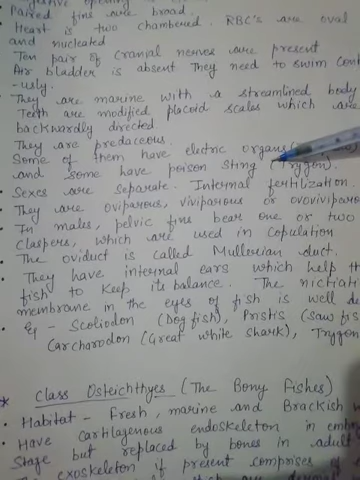 opening
Paired fins are broad.
Heart is two chambered. RBC's are oval
and nucleated
Ten pair of cranial nerves are present
Air bladder is absent They need to swim conti
-usly.
• They are marine with a streamlined body
Teeth are modified placoid scales which are
backwardly directed
They are predaceous.
Some of them have electric organs
and some have poison sting (Trygon).
• Sexes are separate. Internal fertilization.
• They are oviparous, viviparous or ovovivipar
• In males, pelvic fins bear one or two
claspers, which are used in copulation
• The oviduct is called Mullerian duct.
• They have internal ears which help th
fish to keep its balance. The nictiati
membrane in the eyes of fish is well de
• Eg - Scoliodon (Dog fish), Pristis (Saw fis
Carcharodon (Great white shark), Trygon
* Class Osteichthyes (The Bony Fishes)
• Habitat - Fresh, marine and Brackish w
• Have cartilagenous endoskeleton in embr
stage but replaced by bones in adult
exoskeleton if present comprises of
are